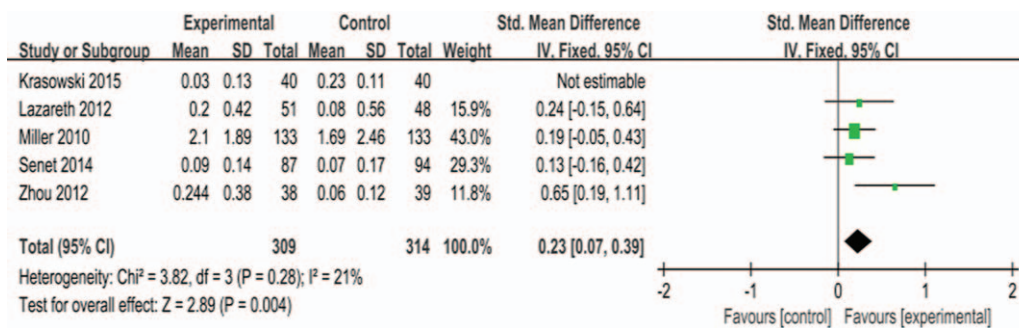 Experimental Control Std. Mean Difference Std. Mean Difference
Study or Subgroup Mean SD Total Mean SD Total Weight IV, Fixed, 95% CI IV, Fixed, 95% CI
Krasowski 2015 0.03 0.13 40 0.23 0.11 40 Not estimable
Lazareth 2012 0.2 0.42 51 0.08 0.56 48 15.9% 0.24 [-0.15, 0.64]
Miller 2010 2.1 1.89 133 1.69 2.46 133 43.0% 0.19 [-0.05, 0.43]
Senet 2014 0.09 0.14 87 0.07 0.17 94 29.3% 0.13 [-0.16, 0.42]
Zhou 2012 0.244 0.38 38 0.06 0.12 39 11.8% 0.65 [0.19, 1.11]
Total (95% CI) 309 314 100.0% 0.23 [0.07, 0.39]
Heterogeneity: Chi² = 3.82, df = 3 (P = 0.28); I² = 21%
Test for overall effect: Z = 2.89 (P = 0.004)
-2 -1 0 1 2
Favours [control] Favours [experimental]